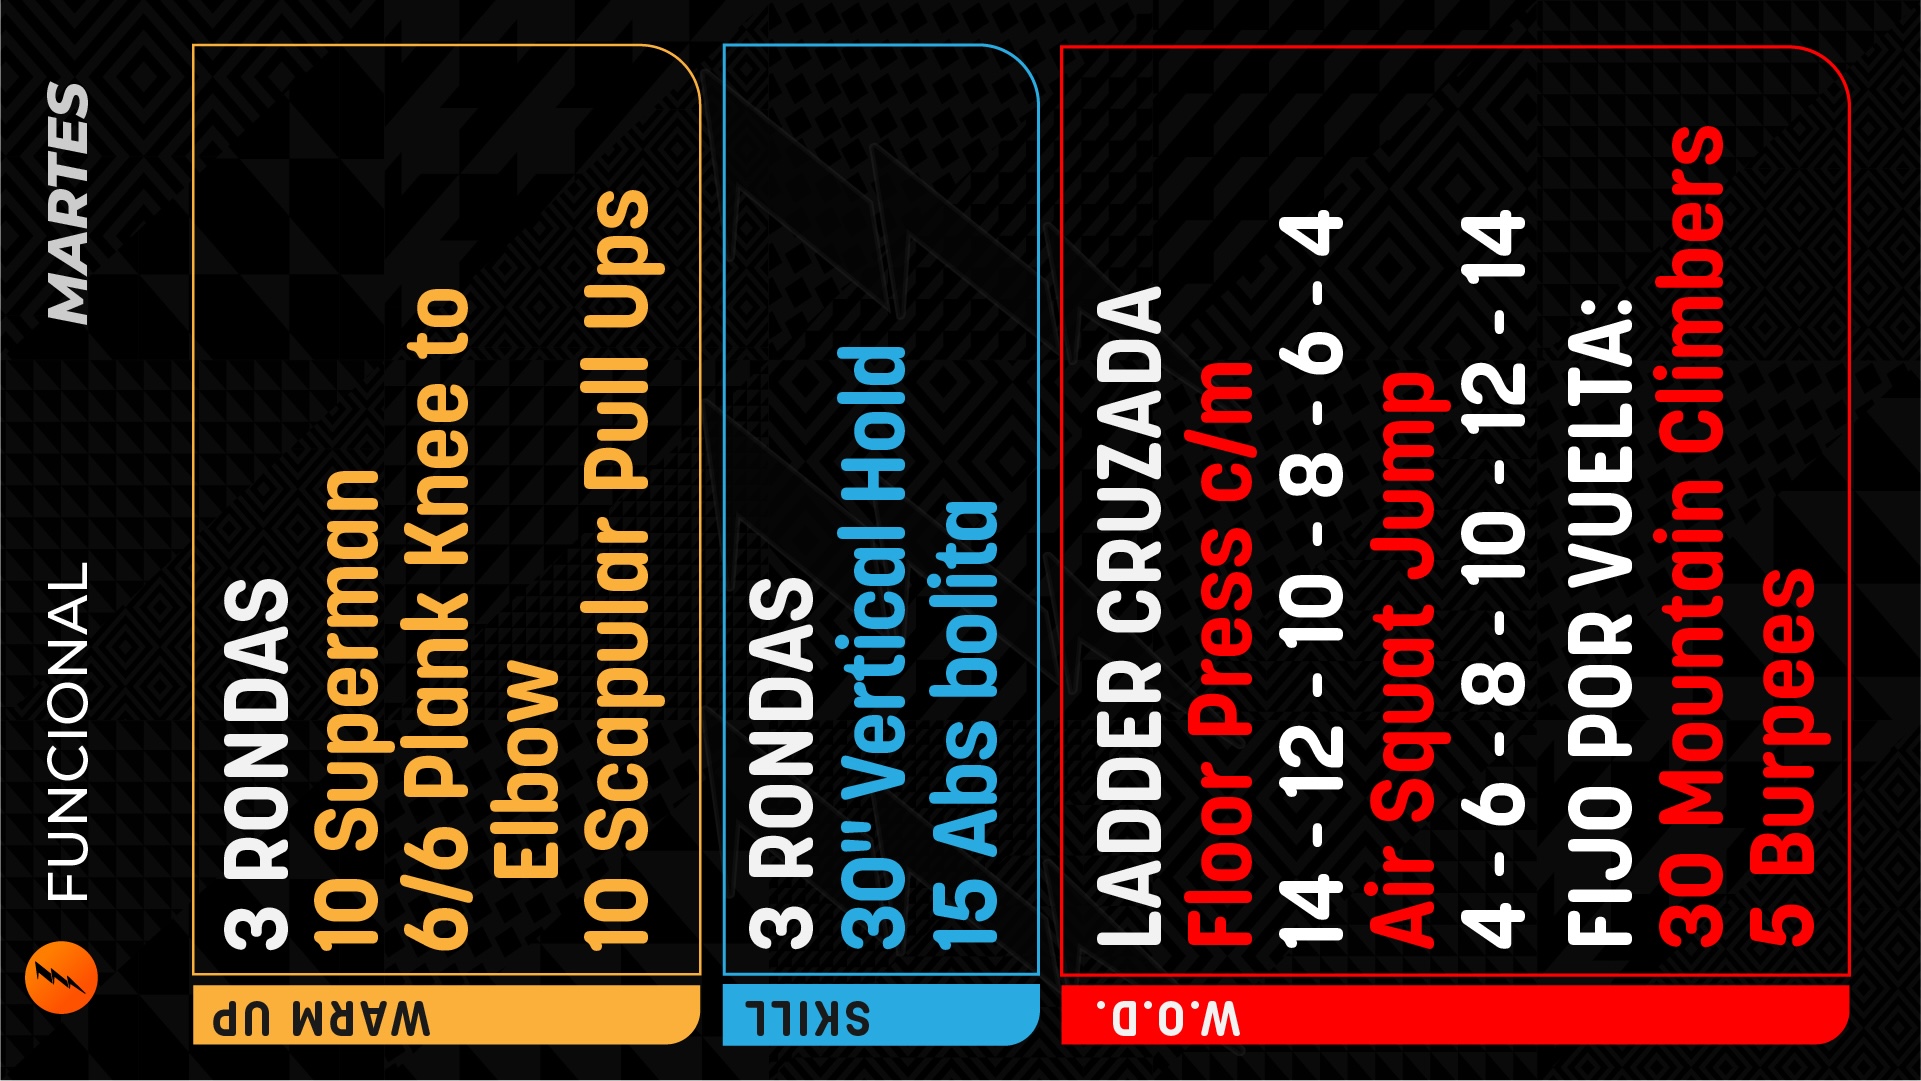 FUNCIONAL
MARTES
WARM UP
3 RONDAS
10 Superman
6/6 Plank Knee to
Elbow
10 Scapular Pull Ups
SKILL
3 RONDAS
30" Vertical Hold
15 Abs bolita
W.O.D.
LADDER CRUZADA
Floor Press c/m
14 - 12 - 10 - 8 - 6 - 4
Air Squat Jump
4 - 6 - 8 - 10 - 12 - 14
FIJO POR VUELTA:
30 Mountain Climbers
5 Burpees